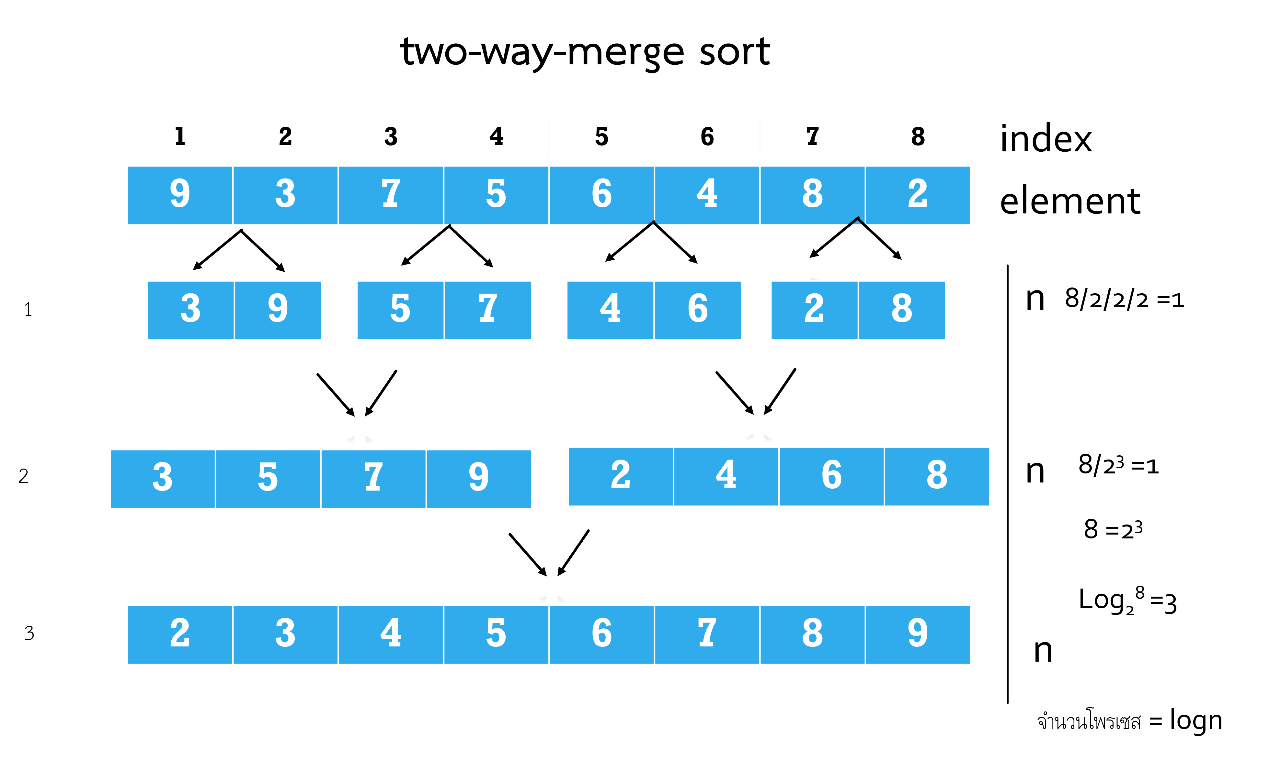 two-way-merge sort
1 2 3 4 5 6 7 8 index
9 3 7 5 6 4 8 2 element
1 3 9 5 7 4 6 2 8 n 8/2/2/2 =1
2 3 5 7 9 2 4 6 8 n 8/2³ =1
8 =2³
Log₂⁸ =3
3 2 3 4 5 6 7 8 9
n
จำนวนโพรเซส = logn